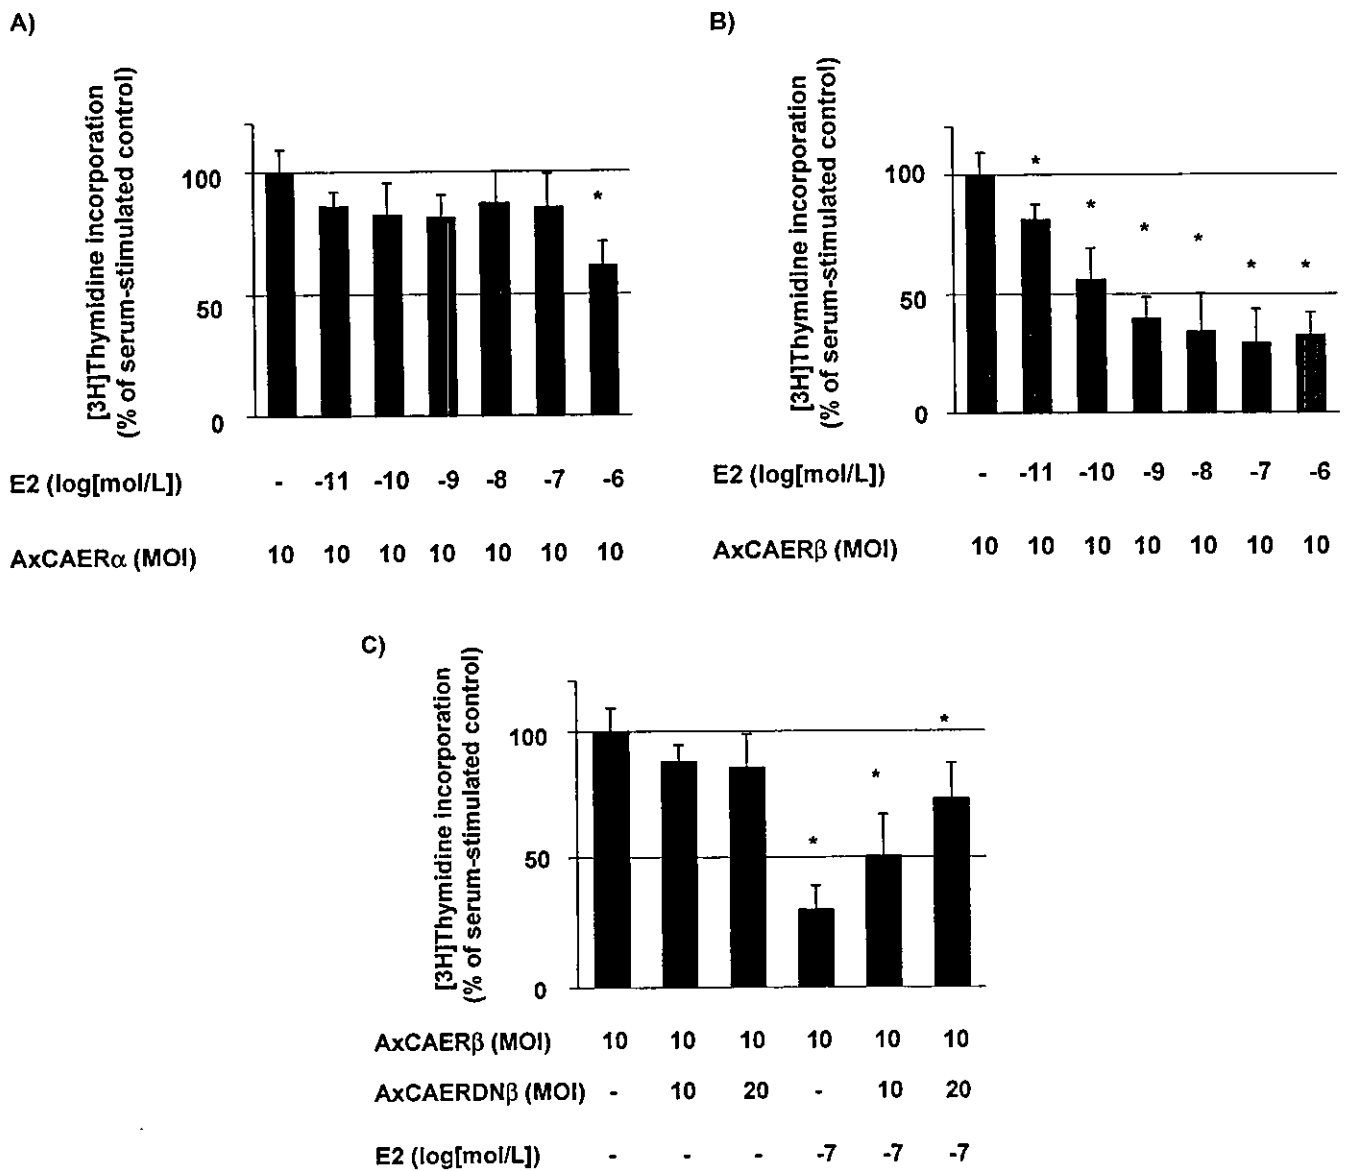 A)
[3H]Thymidine incorporation
(% of serum-stimulated control)
100
*
50
0
E2 (log[mol/L]) - -11 -10 -9 -8 -7 -6
AxCAERα (MOI) 10 10 10 10 10 10 10
B)
[3H]Thymidine incorporation
(% of serum-stimulated control)
100
* * * * * *
50
0
E2 (log[mol/L]) - -11 -10 -9 -8 -7 -6
AxCAERβ (MOI) 10 10 10 10 10 10 10
C)
[3H]Thymidine incorporation
(% of serum-stimulated control)
100
* * *
50
0
AxCAERβ (MOI) 10 10 10 10 10 10
AxCAERDNβ (MOI) - 10 20 - 10 20
E2 (log[mol/L]) - - - -7 -7 -7